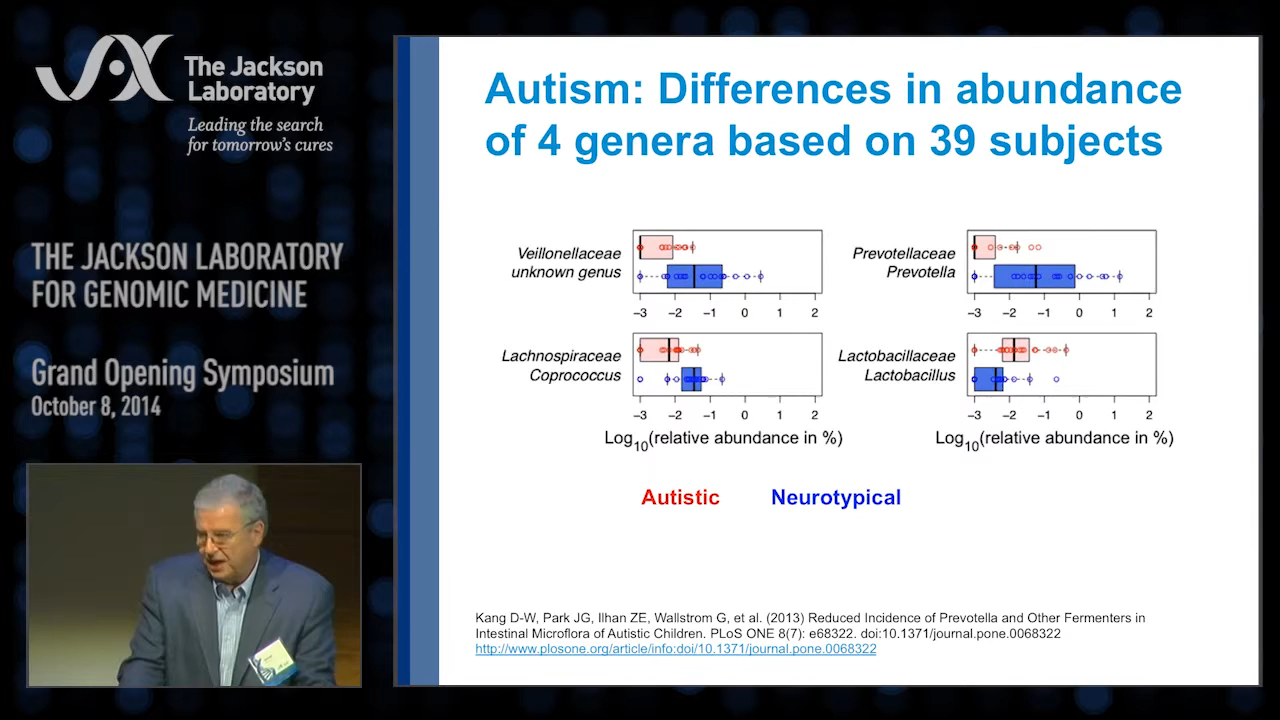 JAX The Jackson
Laboratory
Leading the search
for tomorrow's cures
THE JACKSON LABORATORY
FOR GENOMIC MEDICINE
Grand Opening Symposium
October 8, 2014
Autism: Differences in abundance
of 4 genera based on 39 subjects
Veillonellaceae
unknown genus
−3 −2 −1 0 1 2
Prevotellaceae
Prevotella
−3 −2 −1 0 1 2
Lachnospiraceae
Coprococcus
−3 −2 −1 0 1 2
Log10(relative abundance in %)
Lactobacillaceae
Lactobacillus
−3 −2 −1 0 1 2
Log10(relative abundance in %)
Autistic Neurotypical
Kang D-W, Park JG, Ilhan ZE, Wallstrom G, et al. (2013) Reduced Incidence of Prevotella and Other Fermenters in
Intestinal Microflora of Autistic Children. PLoS ONE 8(7): e68322. doi:10.1371/journal.pone.0068322
http://www.plosone.org/article/info:doi/10.1371/journal.pone.0068322